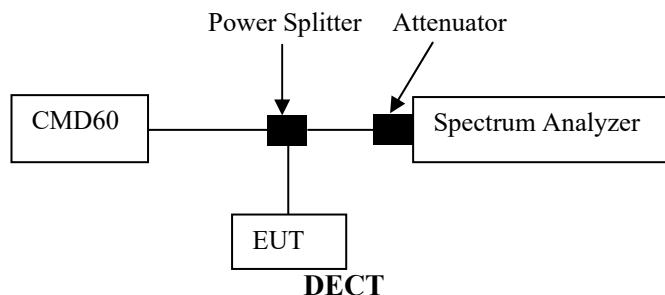 Power Splitter
Attenuator
CMD60
Spectrum Analyzer
EUT
DECT